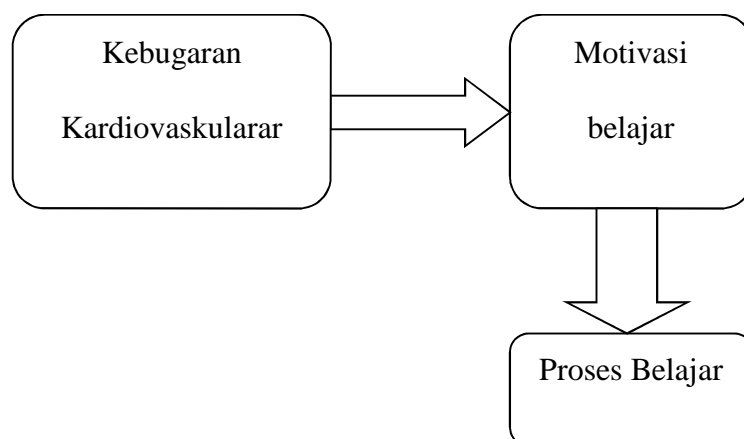 Kebugaran
Kardiovaskularar
Motivasi
belajar
Proses Belajar